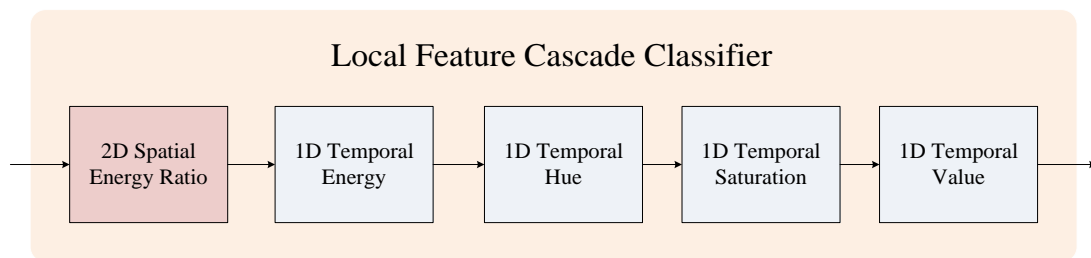 Local Feature Cascade Classifier
2D Spatial
Energy Ratio
1D Temporal
Energy
1D Temporal
Hue
1D Temporal
Saturation
1D Temporal
Value